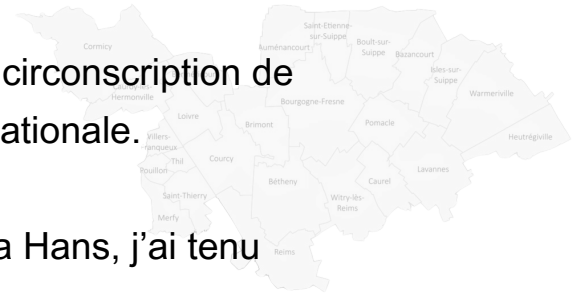 Saint-Etienne-
sur-Suippe
Cormicy
Auménancourt
Boult-sur-
Suippe
Bazancourt
circonscription de
Isles-sur-
Suippe
Hermonville
Warmeriville
Bourgogne-Fresne
Loivre
Brimont
Pomacle
ationale.
Villers-
Franqueux
Heutrégiville
Thil
Courcy
Pouillon
Lavannes
Bétheny
Caurel
Saint-Thierry
Witry-lès-
Reims
Merfy
a Hans, j’ai tenu
Reims